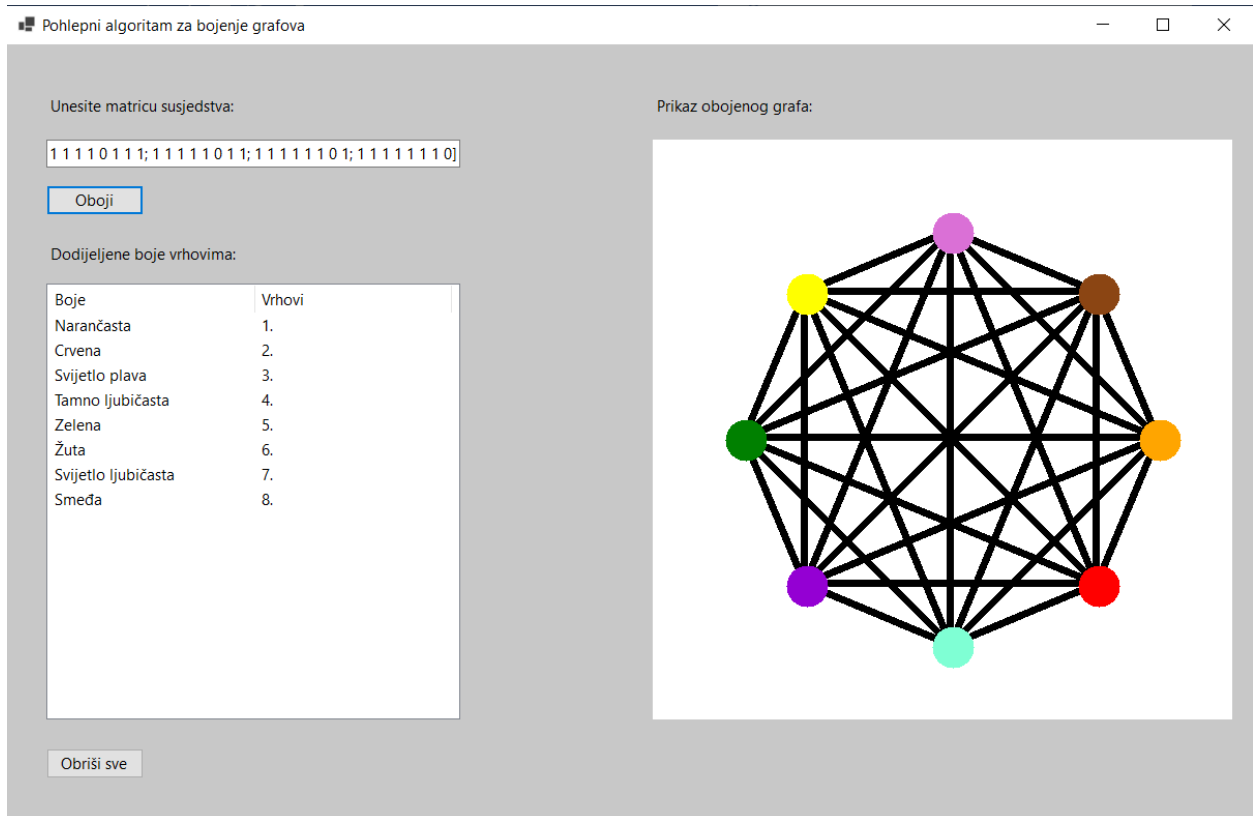 Pohlepni algoritam za bojenje grafova
Unesite matricu susjedstva:
1 1 1 1 0 1 1 1; 1 1 1 1 1 0 1 1; 1 1 1 1 1 1 0 1; 1 1 1 1 1 1 1 0]
Oboji
Dodijeljene boje vrhovima:
Boje Vrhovi
Narančasta 1.
Crvena 2.
Svijetlo plava 3.
Tamno ljubičasta 4.
Zelena 5.
Žuta 6.
Svijetlo ljubičasta 7.
Smeđa 8.
Obriši sve
Prikaz obojenog grafa: